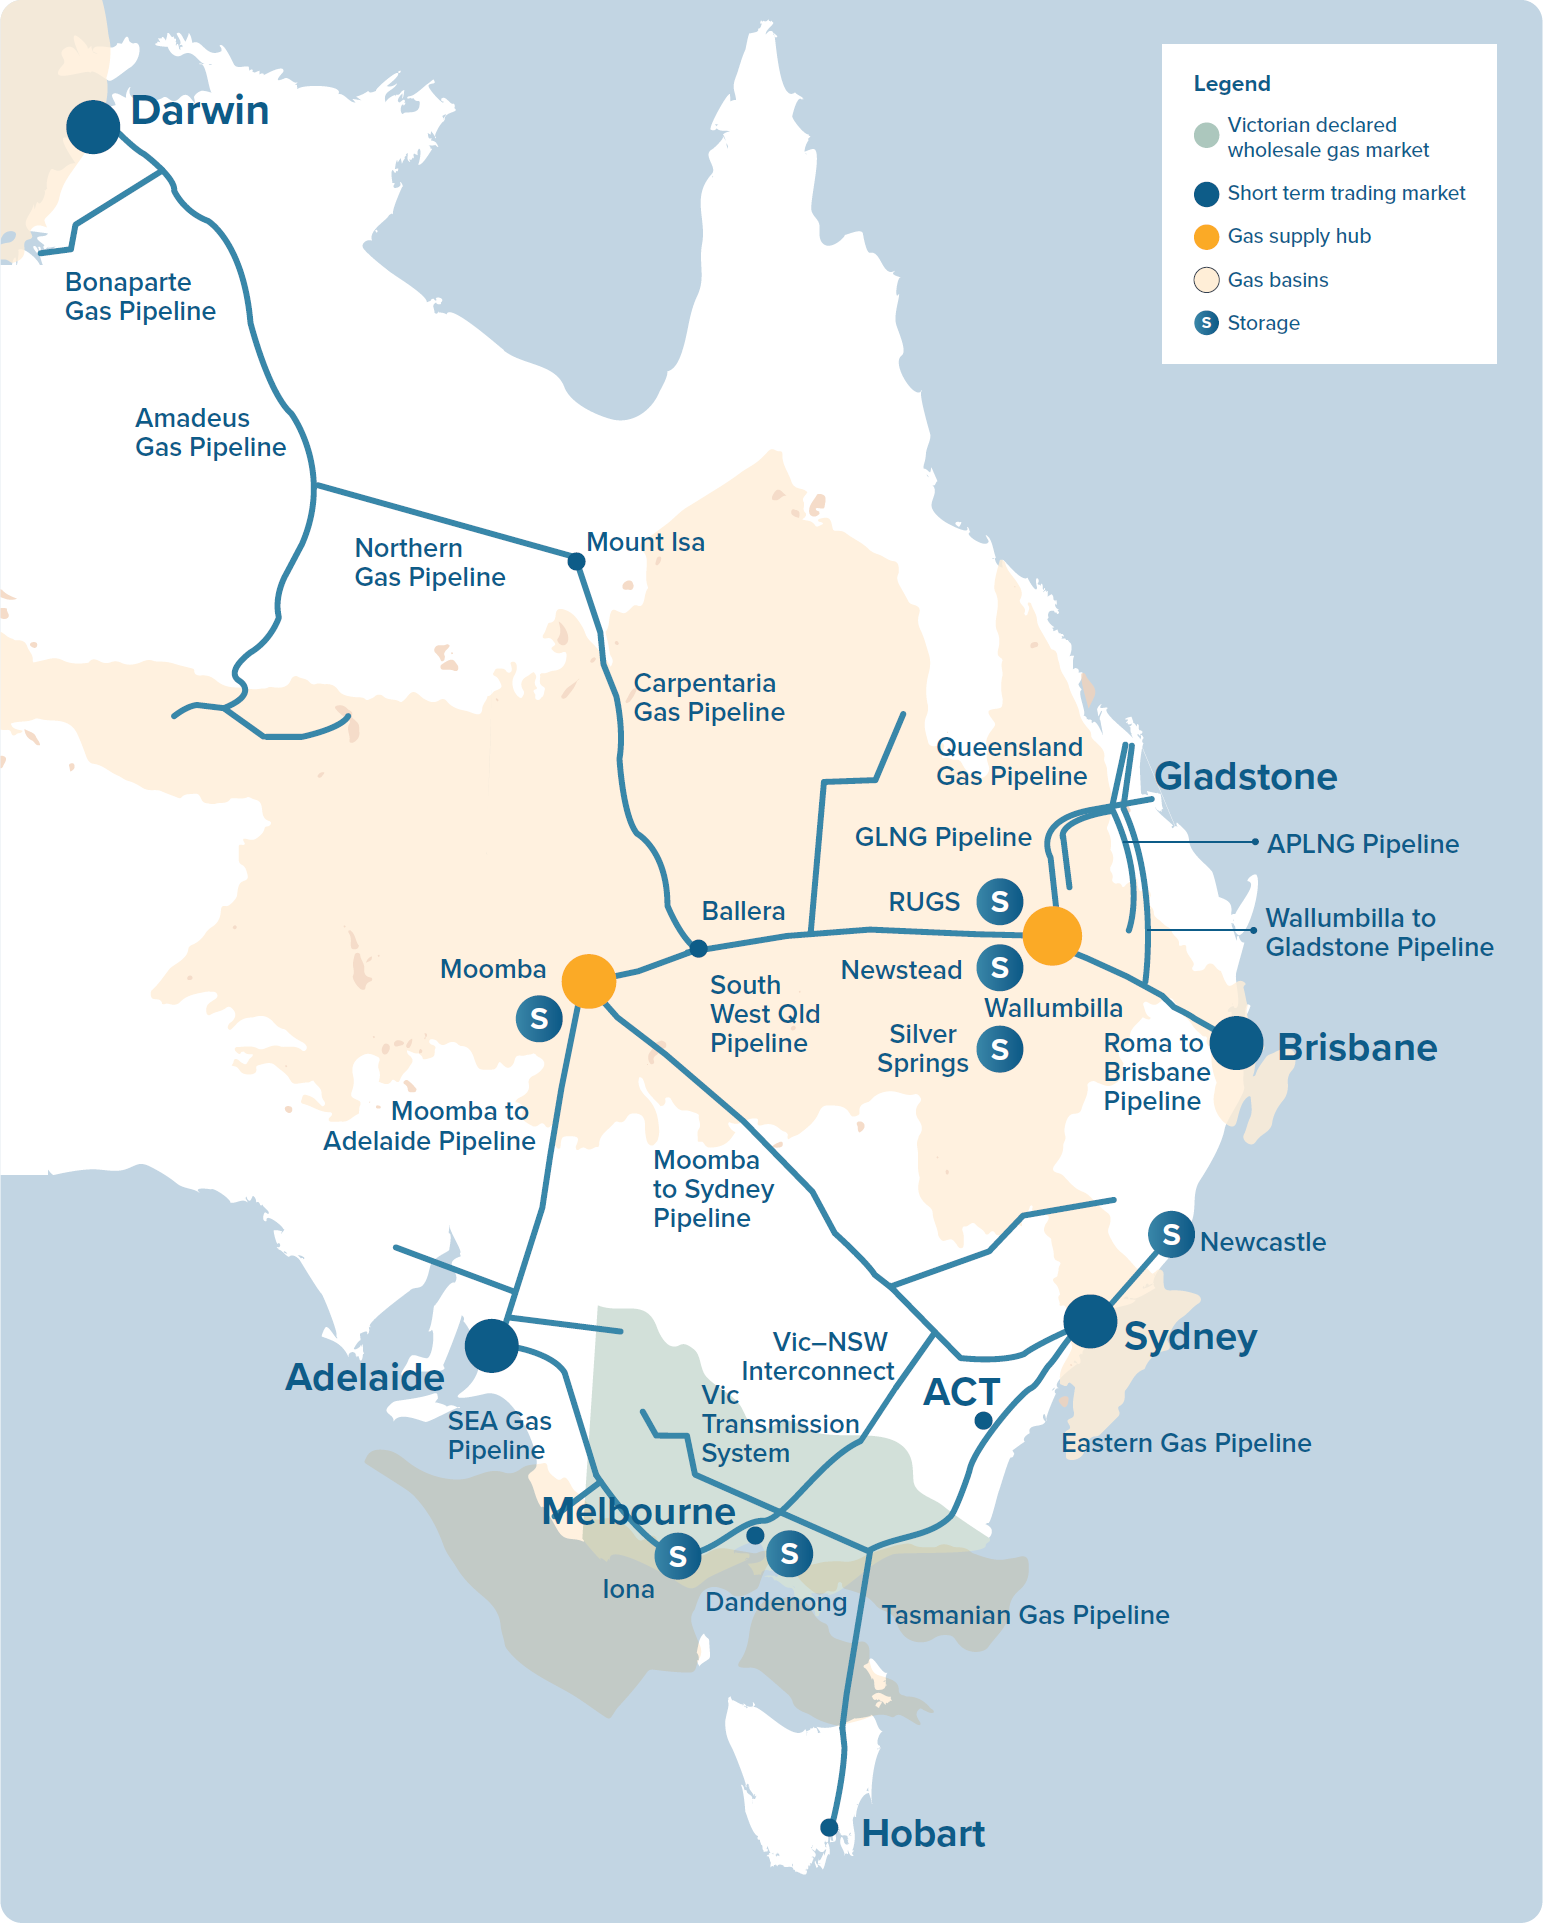 Legend
Victorian declared
wholesale gas market
Short term trading market
Gas supply hub
Gas basins
S Storage
Darwin
Bonaparte
Gas Pipeline
Amadeus
Gas Pipeline
Northern
Gas Pipeline
Mount Isa
Carpentaria
Gas Pipeline
Queensland
Gas Pipeline
Gladstone
GLNG Pipeline
APLNG Pipeline
RUGS S
Ballera
Wallumbilla to
Gladstone Pipeline
Moomba
S
Newstead S
South
West Qld
Pipeline
Wallumbilla
Silver
Springs
S
Roma to
Brisbane
Pipeline
Brisbane
Moomba to
Adelaide Pipeline
Moomba
to Sydney
Pipeline
S Newcastle
Sydney
Vic–NSW
Interconnect
Adelaide
ACT
Vic
Transmission
System
SEA Gas
Pipeline
Eastern Gas Pipeline
Melbourne
S
S
Iona
Dandenong
Tasmanian Gas Pipeline
Hobart